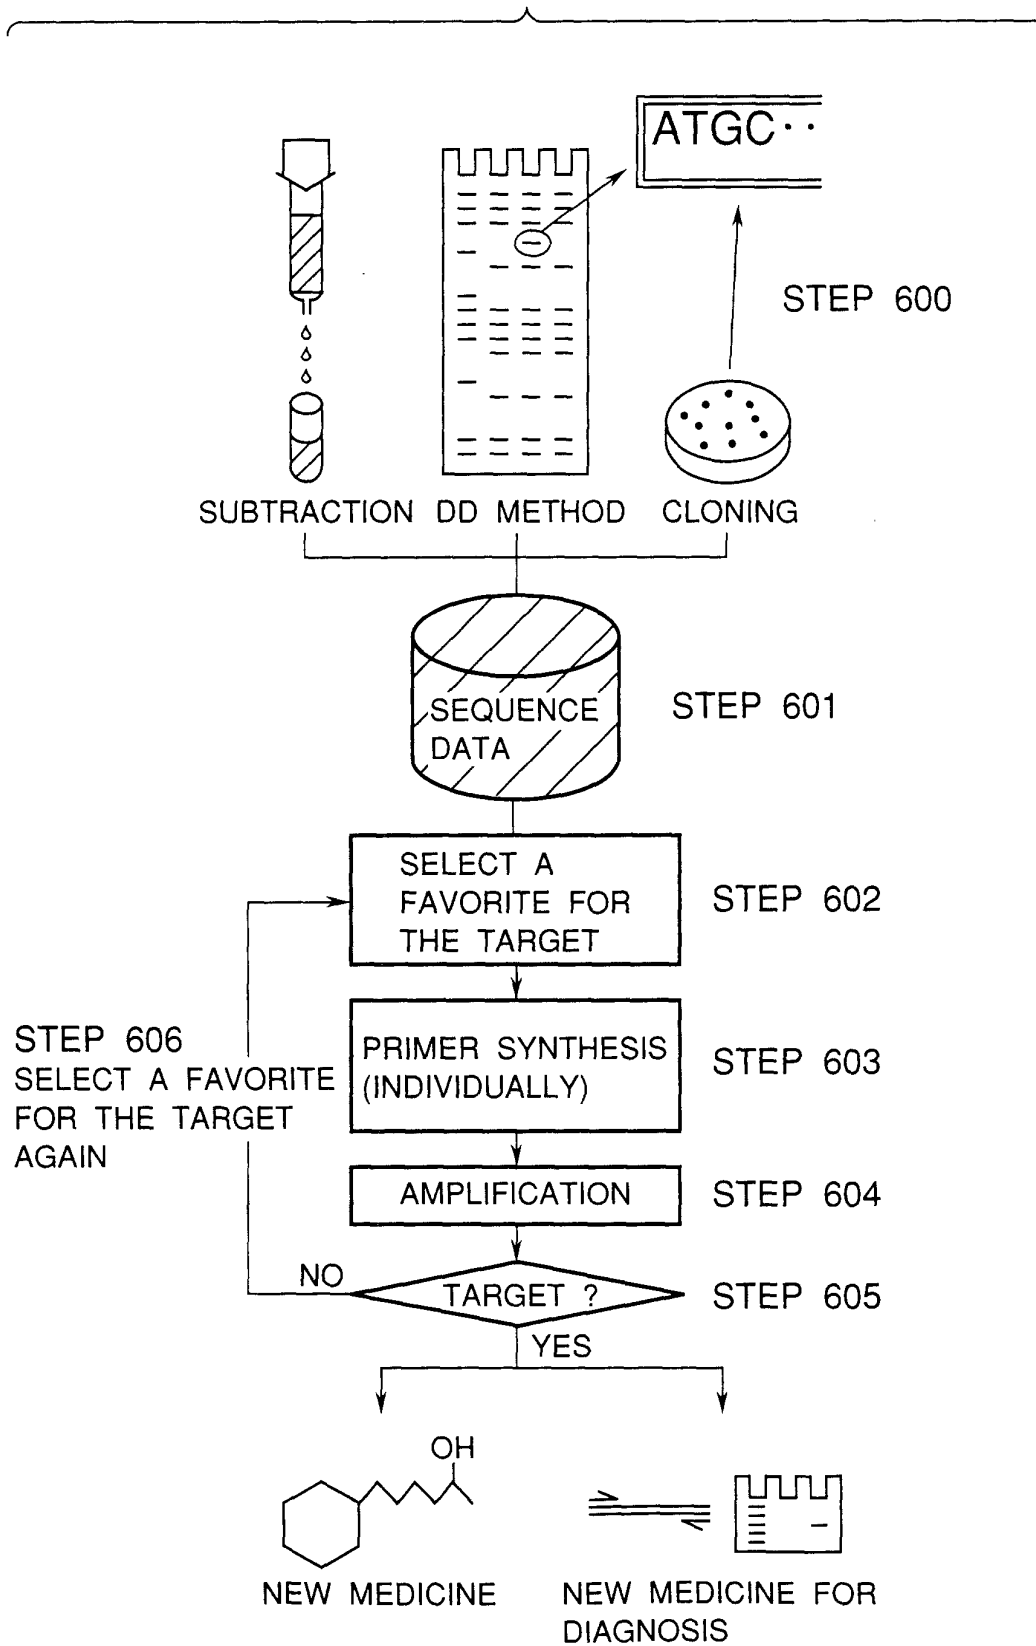 ATGC··
STEP 600
SUBTRACTION DD METHOD CLONING
SEQUENCE
DATA
STEP 601
SELECT A
FAVORITE FOR
THE TARGET
STEP 602
PRIMER SYNTHESIS
(INDIVIDUALLY)
STEP 603
STEP 606
SELECT A FAVORITE
FOR THE TARGET
AGAIN
AMPLIFICATION
STEP 604
NO
TARGET ?
STEP 605
YES
OH
NEW MEDICINE
NEW MEDICINE FOR
DIAGNOSIS